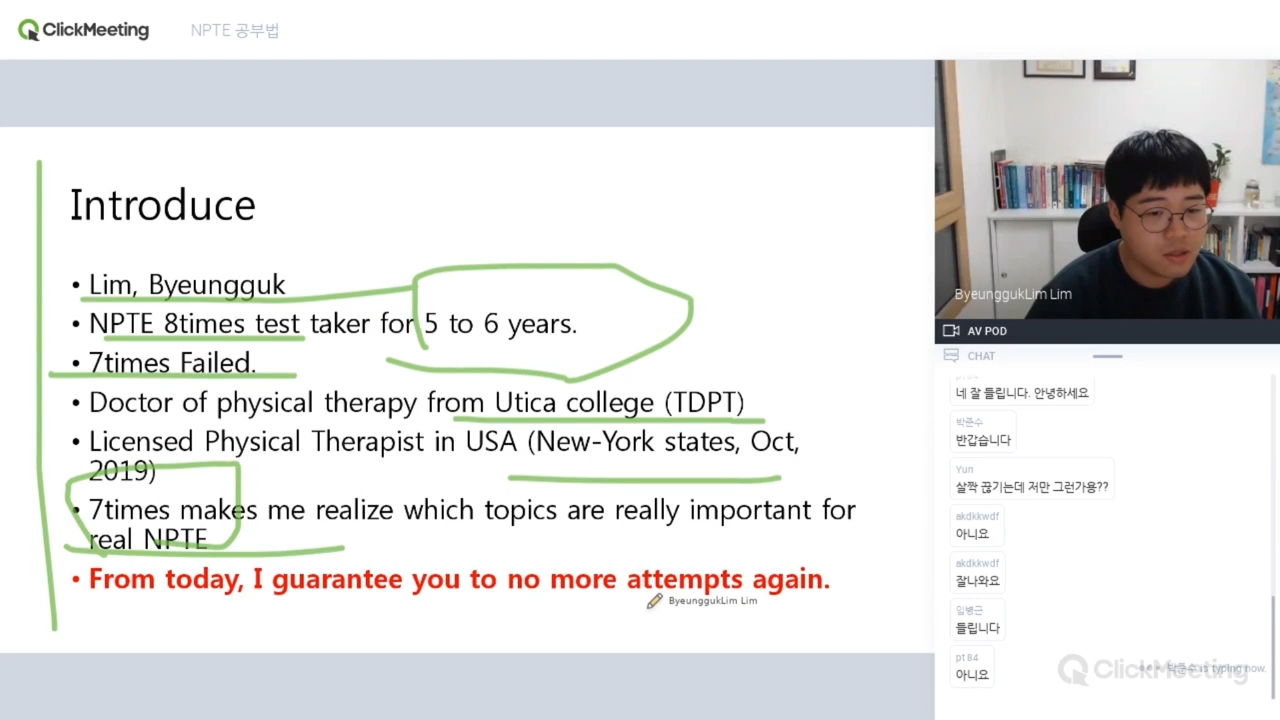 ClickMeeting
NPTE 공부법
Introduce
• Lim, Byeungguk
• NPTE 8times test taker for 5 to 6 years.
• 7times Failed.
• Doctor of physical therapy from Utica college (TDPT)
• Licensed Physical Therapist in USA (New-York states, Oct,
2019)
• 7times makes me realize which topics are really important for
real NPTE
• From today, I guarantee you to no more attempts again.
ByeunggukLim Lim
ByeunggukLim Lim
AV POD
CHAT
네 잘 들립니다. 안녕하세요
박준수
반갑습니다
Yun
살짝 끊기는데 저만 그런가용??
akdkkwdf
아니요
akdkkwdf
잘나와요
임병근
들립니다
pt 84
아니요
ClickMeeting
박준수 is typing now.